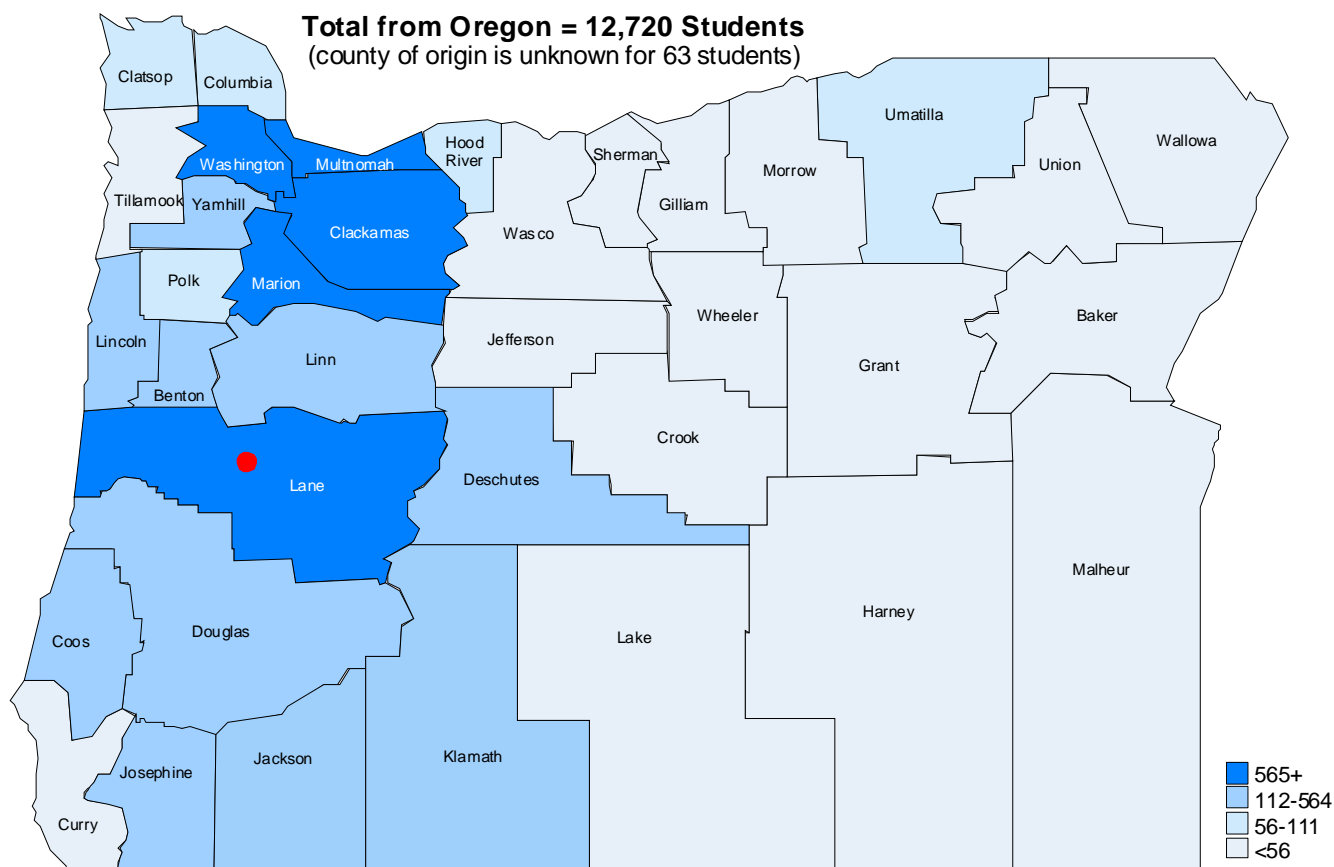 Total from Oregon = 12,720 Students
(county of origin is unknown for 63 students)
Clatsop
Columbia
Umatilla
Wallowa
Hood
River
Washington
Multnomah
Sherman
Union
Morrow
Tillamook
Yamhill
Gilliam
Clackamas
Wasco
Polk
Marion
Wheeler
Baker
Lincoln
Jefferson
Linn
Grant
Benton
Crook
Lane
Deschutes
Malheur
Harney
Douglas
Lake
Coos
Klamath
Jackson
Josephine
Curry
565+
112-564
56-111
<56